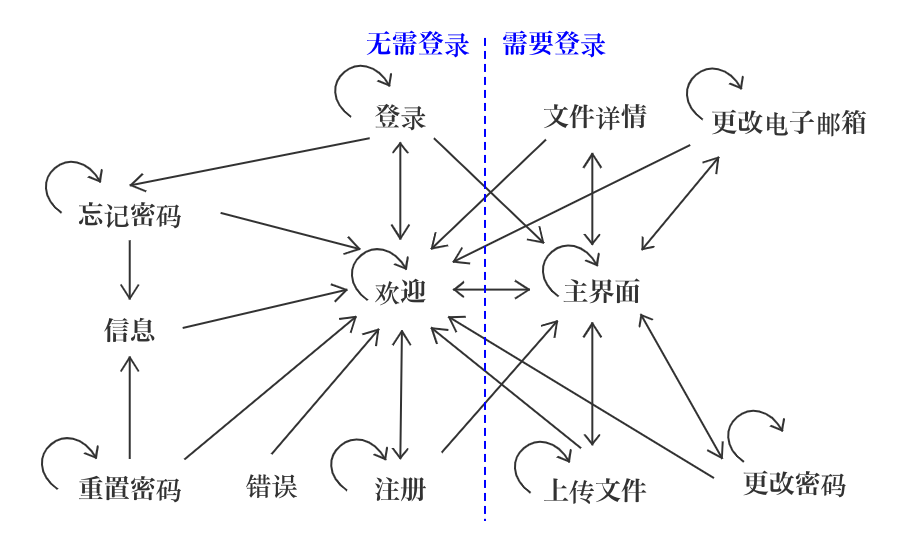 无需登录
需要登录
登录
文件详情
更改电子邮箱
忘记密码
欢迎
主界面
信息
重置密码
错误
注册
上传文件
更改密码